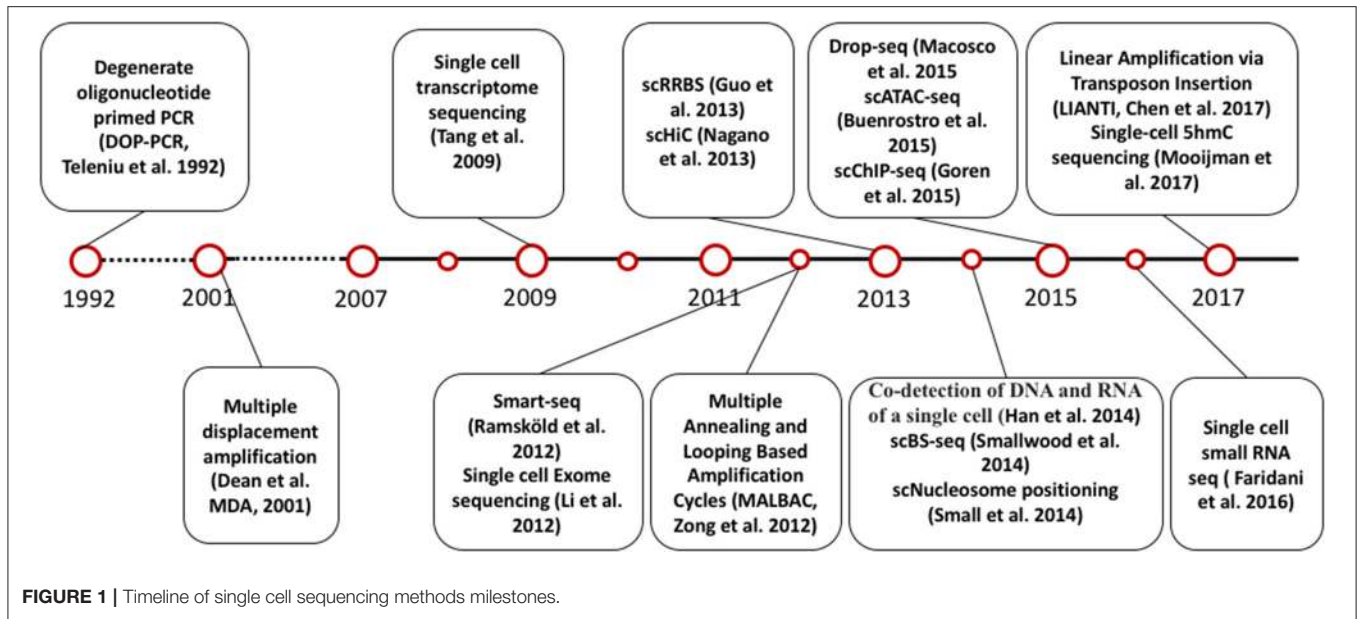 Degenerate
oligonucleotide
primed PCR
(DOP-PCR,
Teleniu et al. 1992)
Single cell
transcriptome
sequencing
(Tang et al.
2009)
scRRBS (Guo et
al. 2013)
scHiC (Nagano
et al. 2013)
Drop-seq (Macosco
et al. 2015
scATAC-seq
(Buenrostro et al.
2015)
scChIP-seq (Goren
et al. 2015)
Linear Amplification via
Transposon Insertion
(LIANTI, Chen et al. 2017)
Single-cell 5hmC
sequencing (Mooijman
et al. 2017)
1992
2001
2007
2009
2011
2013
2015
2017
Multiple
displacement
amplification
(Dean et al.
MDA, 2001)
Smart-seq
(Ramsköld et al.
2012)
Single cell Exome
sequencing (Li et al.
2012)
Multiple
Annealing and
Looping Based
Amplification
Cycles (MALBAC,
Zong et al. 2012)
Co-detection of DNA and RNA
of a single cell (Han et al. 2014)
scBS-seq (Smallwood et al.
2014)
scNucleosome positioning
(Small et al. 2014)
Single cell
small RNA
seq ( Faridani
et al. 2016)
FIGURE 1 | Timeline of single cell sequencing methods milestones.